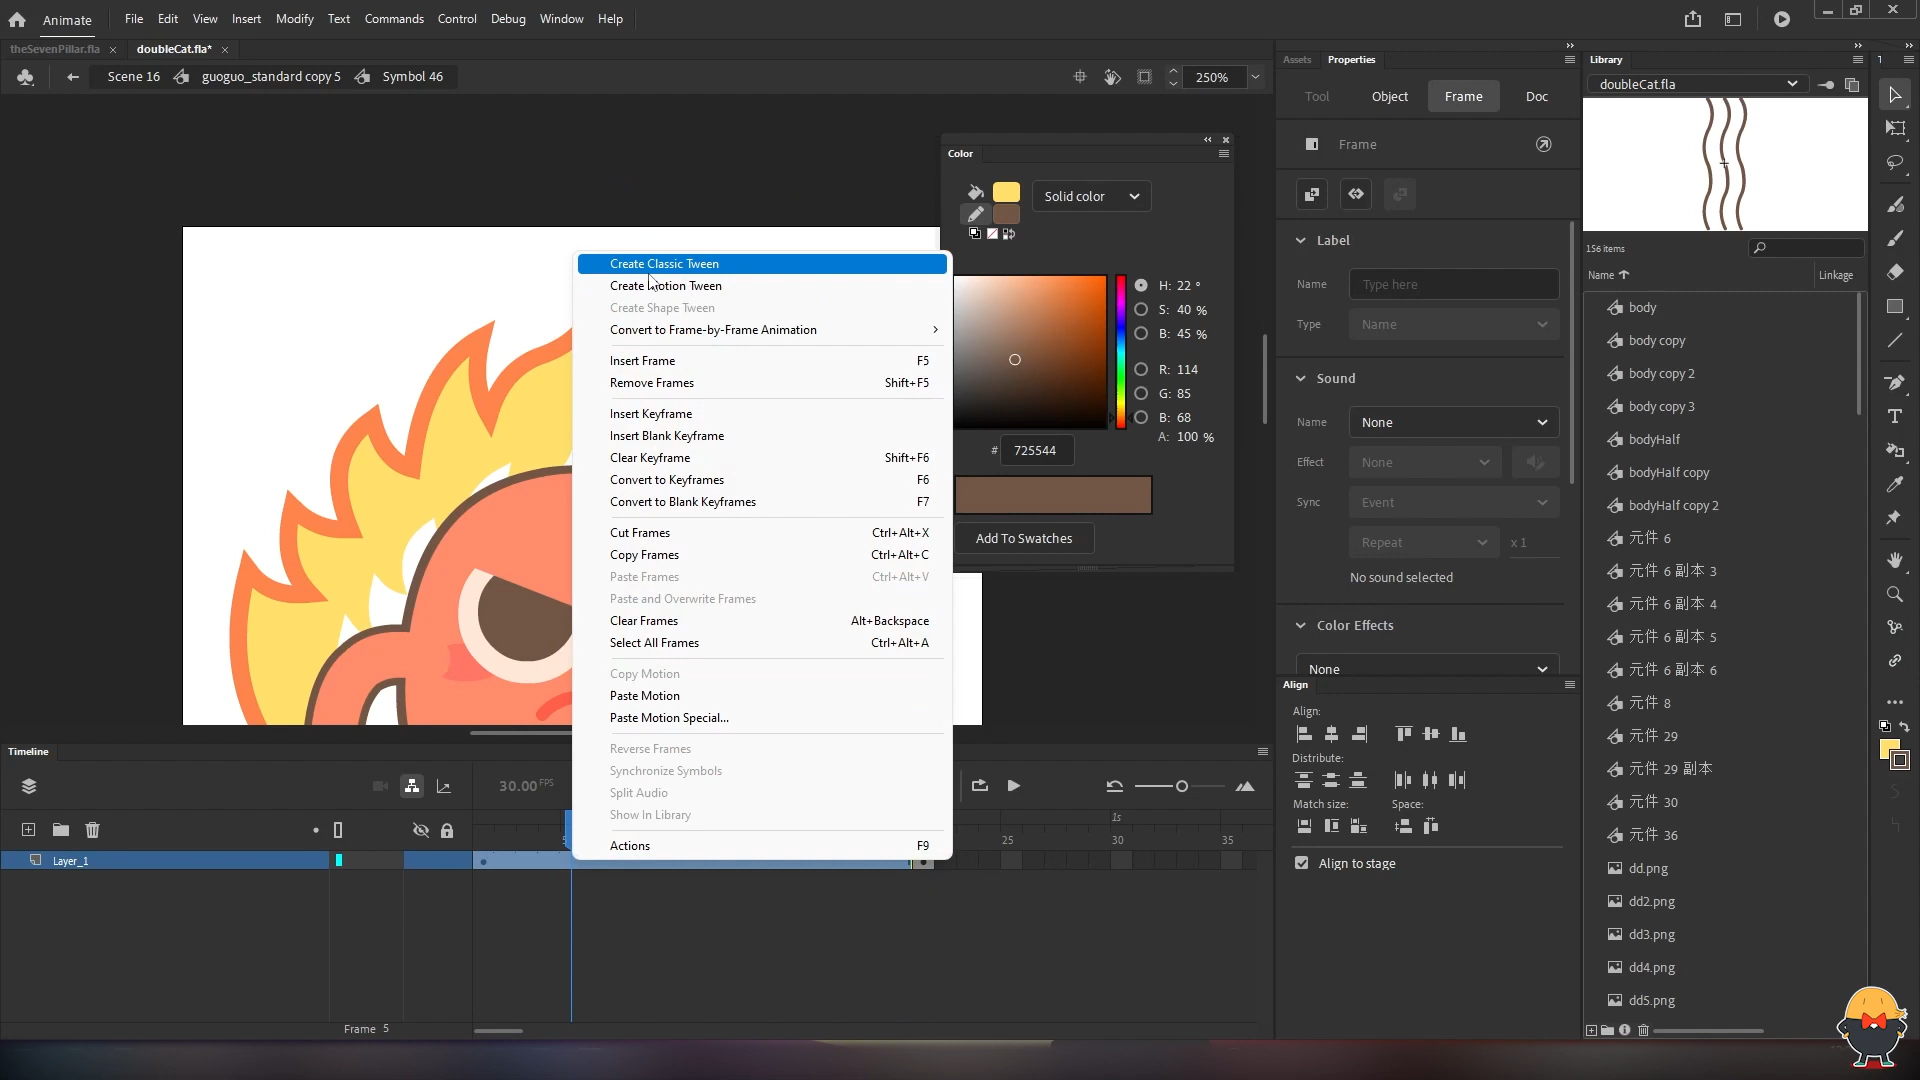 Animate File Edit View Insert Modify Text Commands Control Debug Window Help
theSevenPillar.fla doubleCat.fla*
Scene 16 guoguo_standard copy 5 Symbol 46 250%
Color
Solid color
H: 22 °
S: 40 %
B: 45 %
R: 114
G: 85
B: 68
A: 100 %
# 725544
Add To Swatches
Create Classic Tween
Create Motion Tween
Create Shape Tween
Convert to Frame-by-Frame Animation
Insert Frame F5
Remove Frames Shift+F5
Insert Keyframe
Insert Blank Keyframe
Clear Keyframe Shift+F6
Convert to Keyframes F6
Convert to Blank Keyframes F7
Cut Frames Ctrl+Alt+X
Copy Frames Ctrl+Alt+C
Paste Frames Ctrl+Alt+V
Paste and Overwrite Frames
Clear Frames Alt+Backspace
Select All Frames Ctrl+Alt+A
Copy Motion
Paste Motion
Paste Motion Special...
Reverse Frames
Synchronize Symbols
Split Audio
Show In Library
Actions F9
Assets Properties
Tool Object Frame Doc
Frame
Label
Name Type here
Type Name
Sound
Name None
Effect None
Sync Event
Repeat x 1
No sound selected
Color Effects
None
Align
Align:
Distribute:
Match size: Space:
Align to stage
Library
doubleCat.fla
156 items
Name Linkage
body
body copy
body copy 2
body copy 3
bodyHalf
bodyHalf copy
bodyHalf copy 2
元件 6
元件 6 副本 3
元件 6 副本 4
元件 6 副本 5
元件 6 副本 6
元件 8
元件 29
元件 29 副本
元件 30
元件 36
dd.png
dd2.png
dd3.png
dd4.png
dd5.png
Timeline
30.00 FPS
1s
5 25 30 35
Layer_1
Frame 5